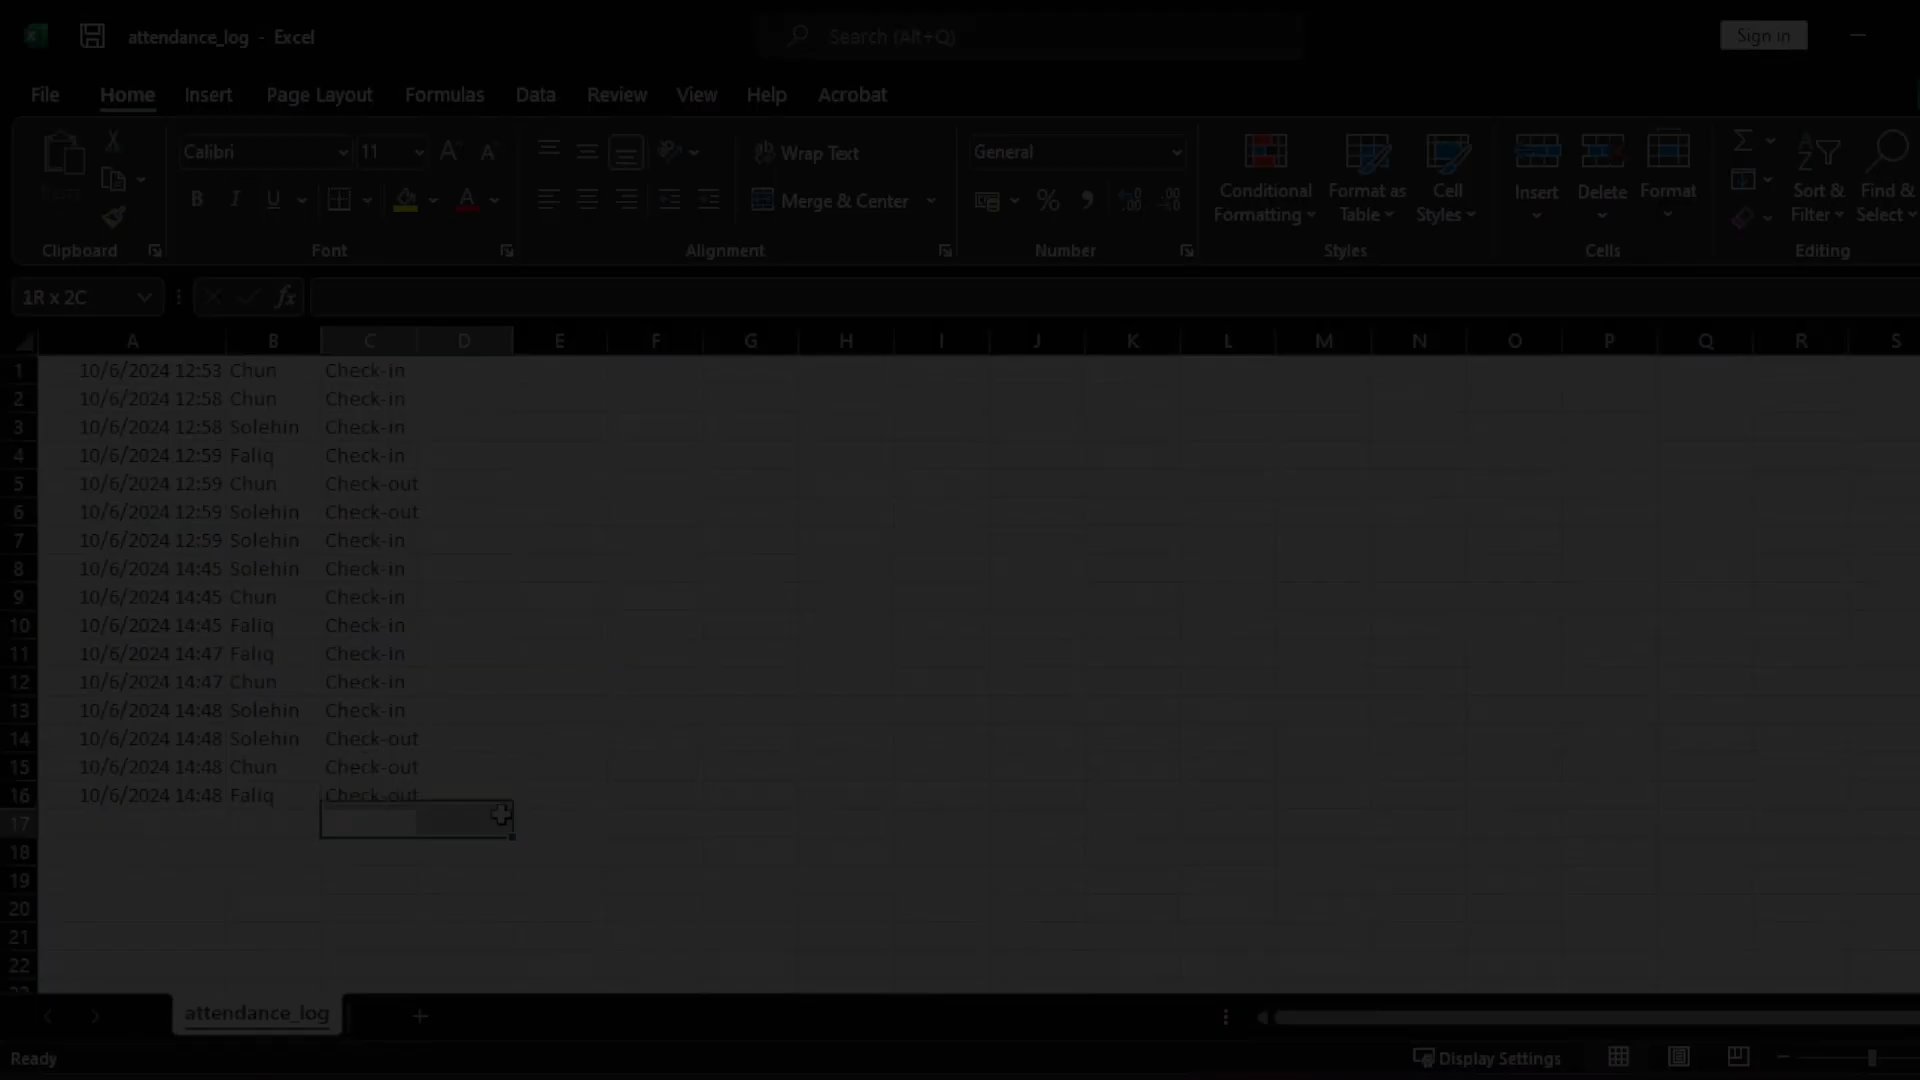 attendance_log - Excel
Search (Alt+Q)
Sign in
File Home Insert Page Layout Formulas Data Review View Help Acrobat
Calibri 11 Wrap Text General
Conditional Formatting Format as Table Cell Styles Insert Delete Format Sort & Filter Find & Select
B I U Merge & Center %
Clipboard Font Alignment Number Styles Cells Editing
1R x 2C fx
A B C D E F G H I J K L M N O P Q R S
1 10/6/2024 12:53 Chun Check-in
2 10/6/2024 12:58 Chun Check-in
3 10/6/2024 12:58 Solehin Check-in
4 10/6/2024 12:59 Faliq Check-in
5 10/6/2024 12:59 Chun Check-out
6 10/6/2024 12:59 Solehin Check-out
7 10/6/2024 12:59 Solehin Check-in
8 10/6/2024 14:45 Solehin Check-in
9 10/6/2024 14:45 Chun Check-in
10 10/6/2024 14:45 Faliq Check-in
11 10/6/2024 14:47 Faliq Check-in
12 10/6/2024 14:47 Chun Check-in
13 10/6/2024 14:48 Solehin Check-in
14 10/6/2024 14:48 Solehin Check-out
15 10/6/2024 14:48 Chun Check-out
16 10/6/2024 14:48 Faliq Check-out
17
18
19
20
21
22
attendance_log
Ready Display Settings